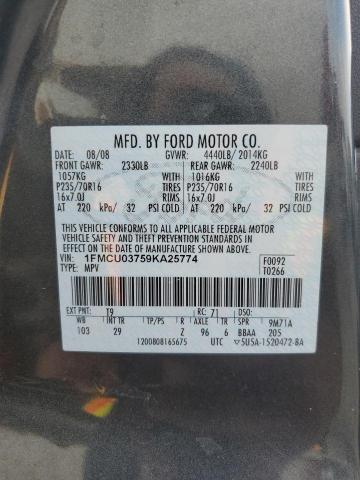 MFD. BY FORD MOTOR CO.
DATE: 08/08 GVWR: 4440LB/ 2014KG
FRONT GAWR: 2330LB REAR GAWR: 2240LB
1057KG WITH 1016KG WITH
P235/70R16 TIRES P235/70R16 TIRES
16x7.0J RIMS 16x7.0J RIMS
AT 220 kPa/ 32 PSI COLD AT 220 kPa/ 32 PSI COLD
THIS VEHICLE CONFORMS TO ALL APPLICABLE FEDERAL MOTOR
VEHICLE SAFETY AND THEFT PREVENTION STANDARDS IN EFFECT ON THE DATE OF
MANUFACTURE SHOWN ABOVE.
VIN: 1FMCU03759KA25774 F0092
TYPE: MPV T0266
EXT PNT: T9 RC: 71 DSO:
WB INT TR TP/PS R AXLE TR SPR 9M71A
103 29 Z 96 6 BBAA 205
1200808165675 UTC 5U5A-1520472-BA